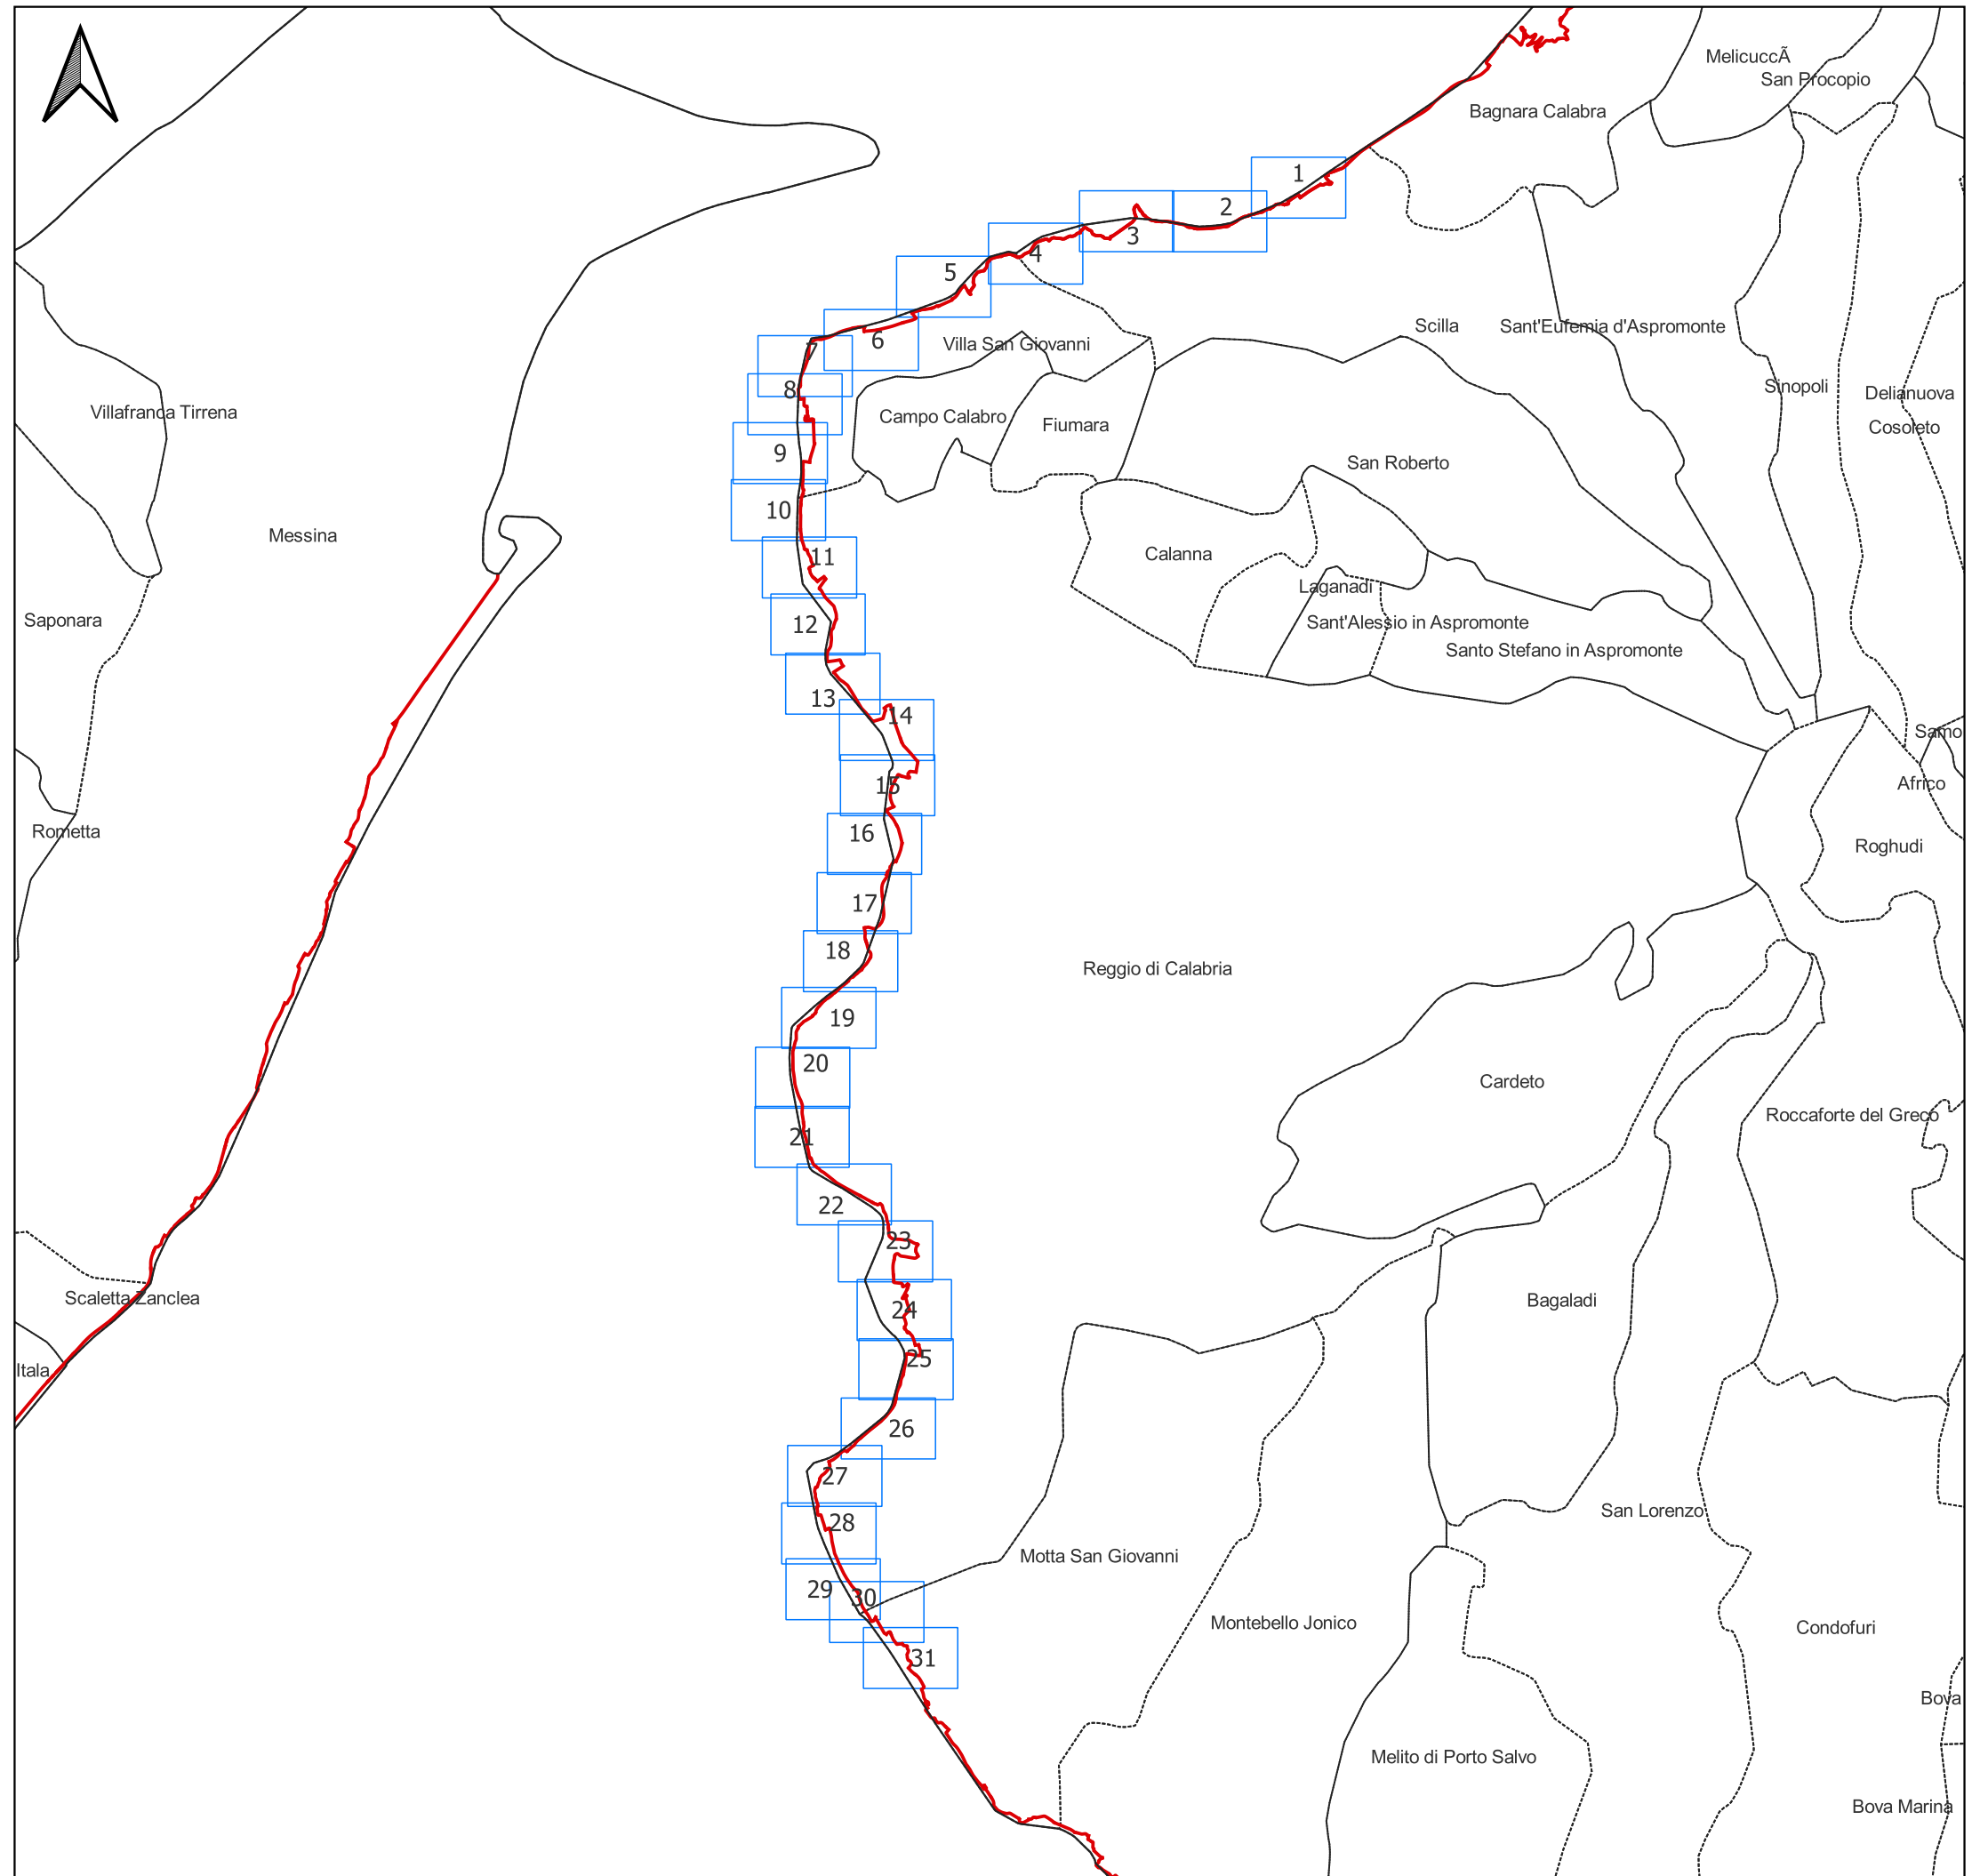 MelicuccÃ
San Procopio
Bagnara Calabra
1
2
3
4
5
6
7
8
9
10
11
12
13
14
15
16
17
18
19
20
21
22
23
24
25
26
27
28
29
30
31
Villa San Giovanni
Scilla
Sant'Eufemia d'Aspromonte
Sinopoli
Delianuova
Cosoleto
Villafranca Tirrena
Campo Calabro
Fiumara
San Roberto
Messina
Calanna
Laganadi
Saponara
Sant'Alessio in Aspromonte
Santo Stefano in Aspromonte
Samo
Africo
Rometta
Roghudi
Reggio di Calabria
Cardeto
Roccaforte del Greco
Scaletta Zanclea
Bagaladi
Itala
San Lorenzo
Motta San Giovanni
Montebello Jonico
Condofuri
Bova
Melito di Porto Salvo
Bova Marina